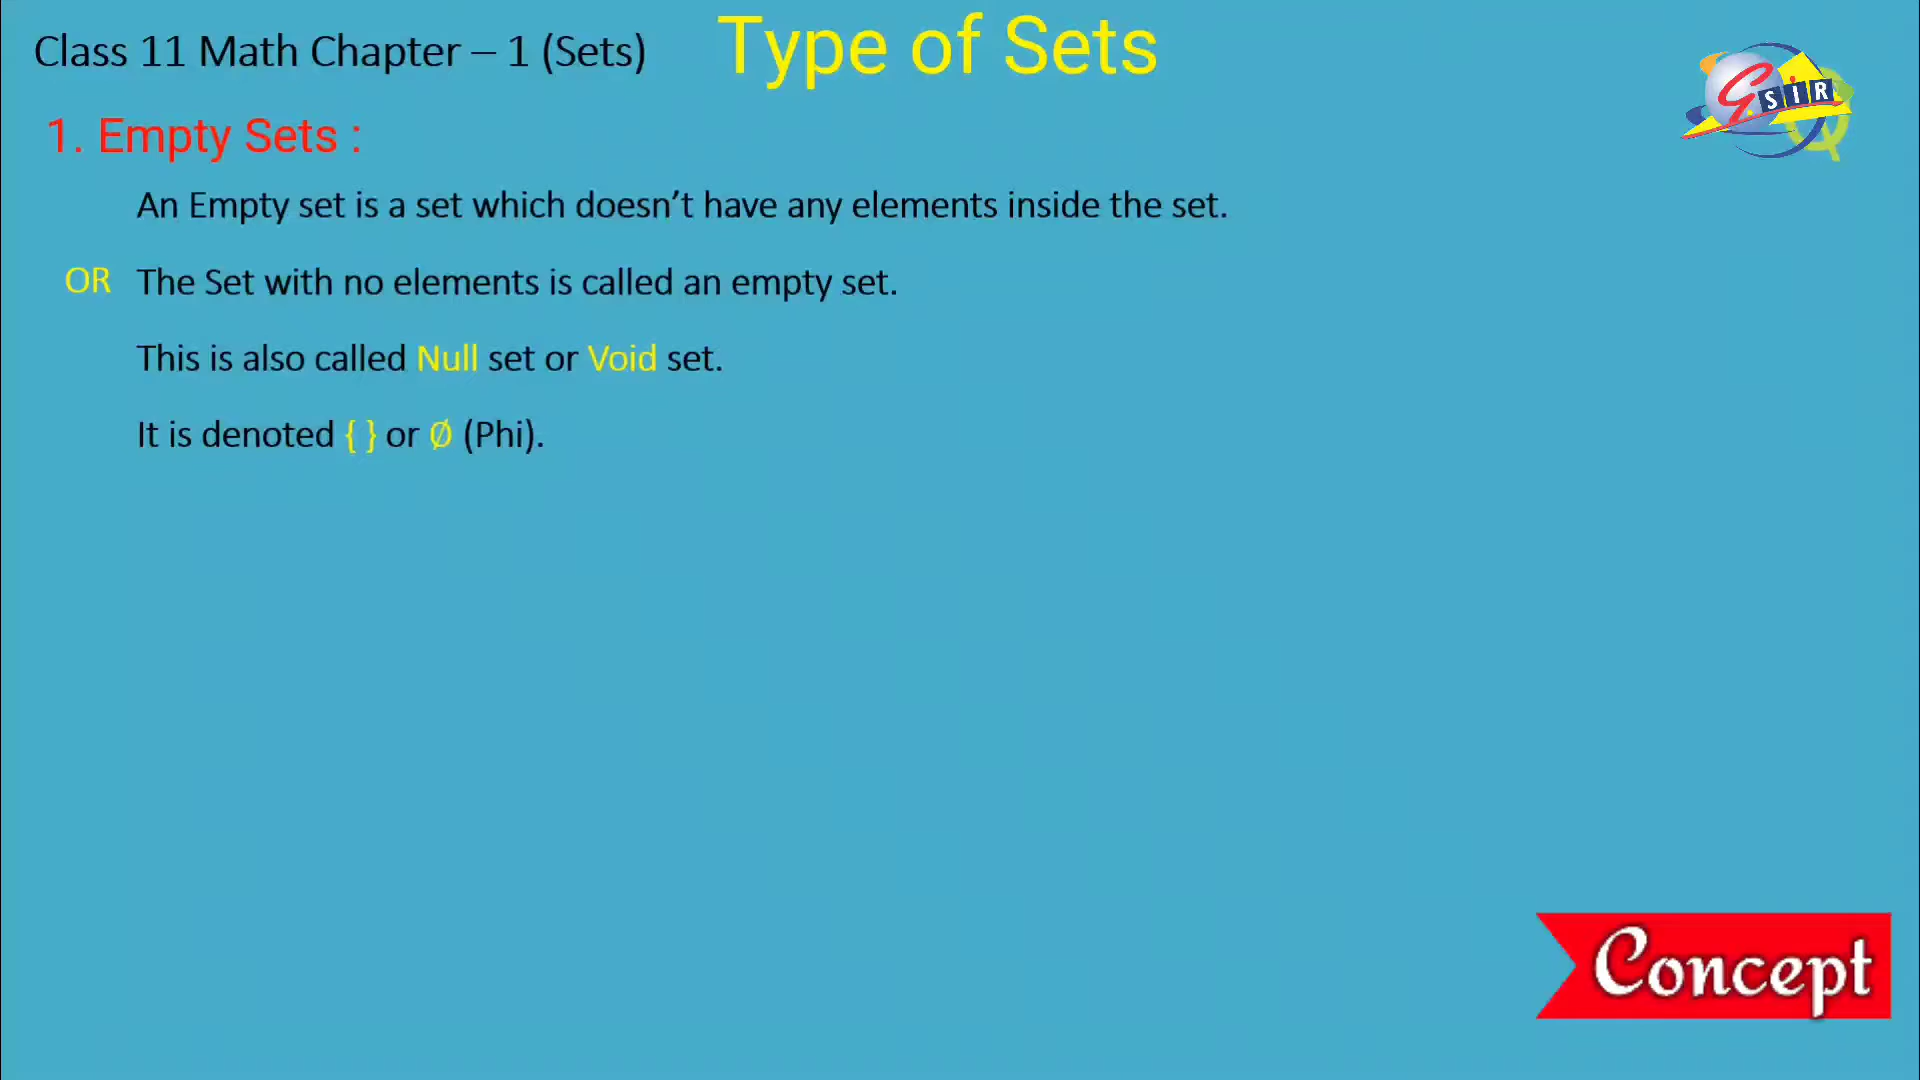 Class 11 Math Chapter – 1 (Sets)
Type of Sets
GSIR
1. Empty Sets :
An Empty set is a set which doesn’t have any elements inside the set.
OR The Set with no elements is called an empty set.
This is also called Null set or Void set.
It is denoted { } or ∅ (Phi).
Concept